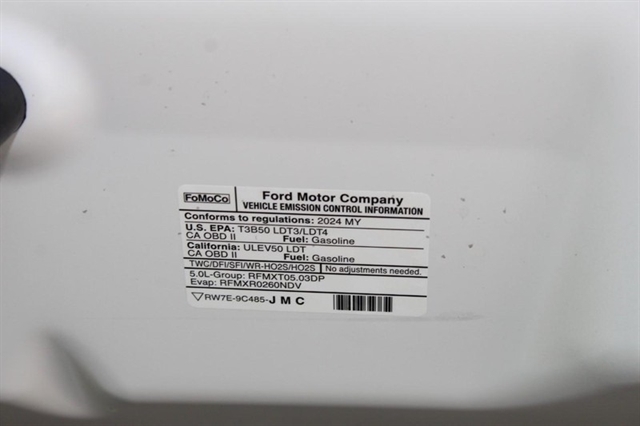 FoMoCo
Ford Motor Company
VEHICLE EMISSION CONTROL INFORMATION
Conforms to regulations: 2024 MY
U.S. EPA: T3B50 LDT3/LDT4
CA OBD II Fuel: Gasoline
California: ULEV50 LDT
CA OBD II Fuel: Gasoline
TWC/DFI/SFI/WR-HO2S/HO2S No adjustments needed.
5.0L-Group: RFMXT05.03DP
Evap: RFMXR0260NDV
RW7E-9C485-J M C